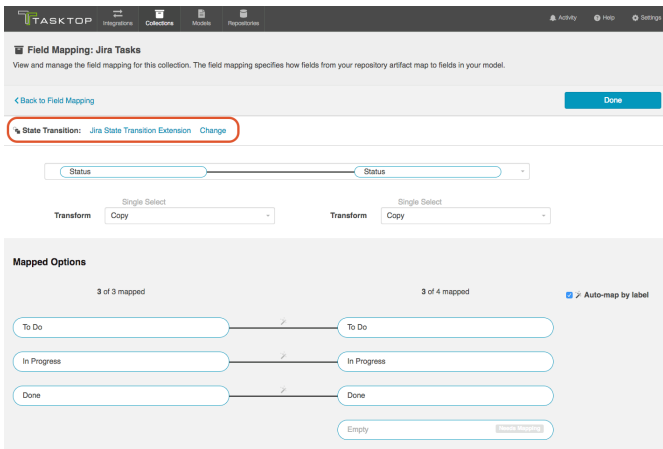 TASKTOP
Integrations
Collections
Models
Repositories
Activity
Help
Settings
Field Mapping: Jira Tasks
View and manage the field mapping for this collection. The field mapping specifies how fields from your repository artifact map to fields in your model.
Back to Field Mapping
Done
State Transition: Jira State Transition Extension Change
Status Status
Single Select Single Select
Transform Copy Transform Copy
Mapped Options
3 of 3 mapped 3 of 4 mapped Auto-map by label
To Do To Do
In Progress In Progress
Done Done
Empty Needs Mapping